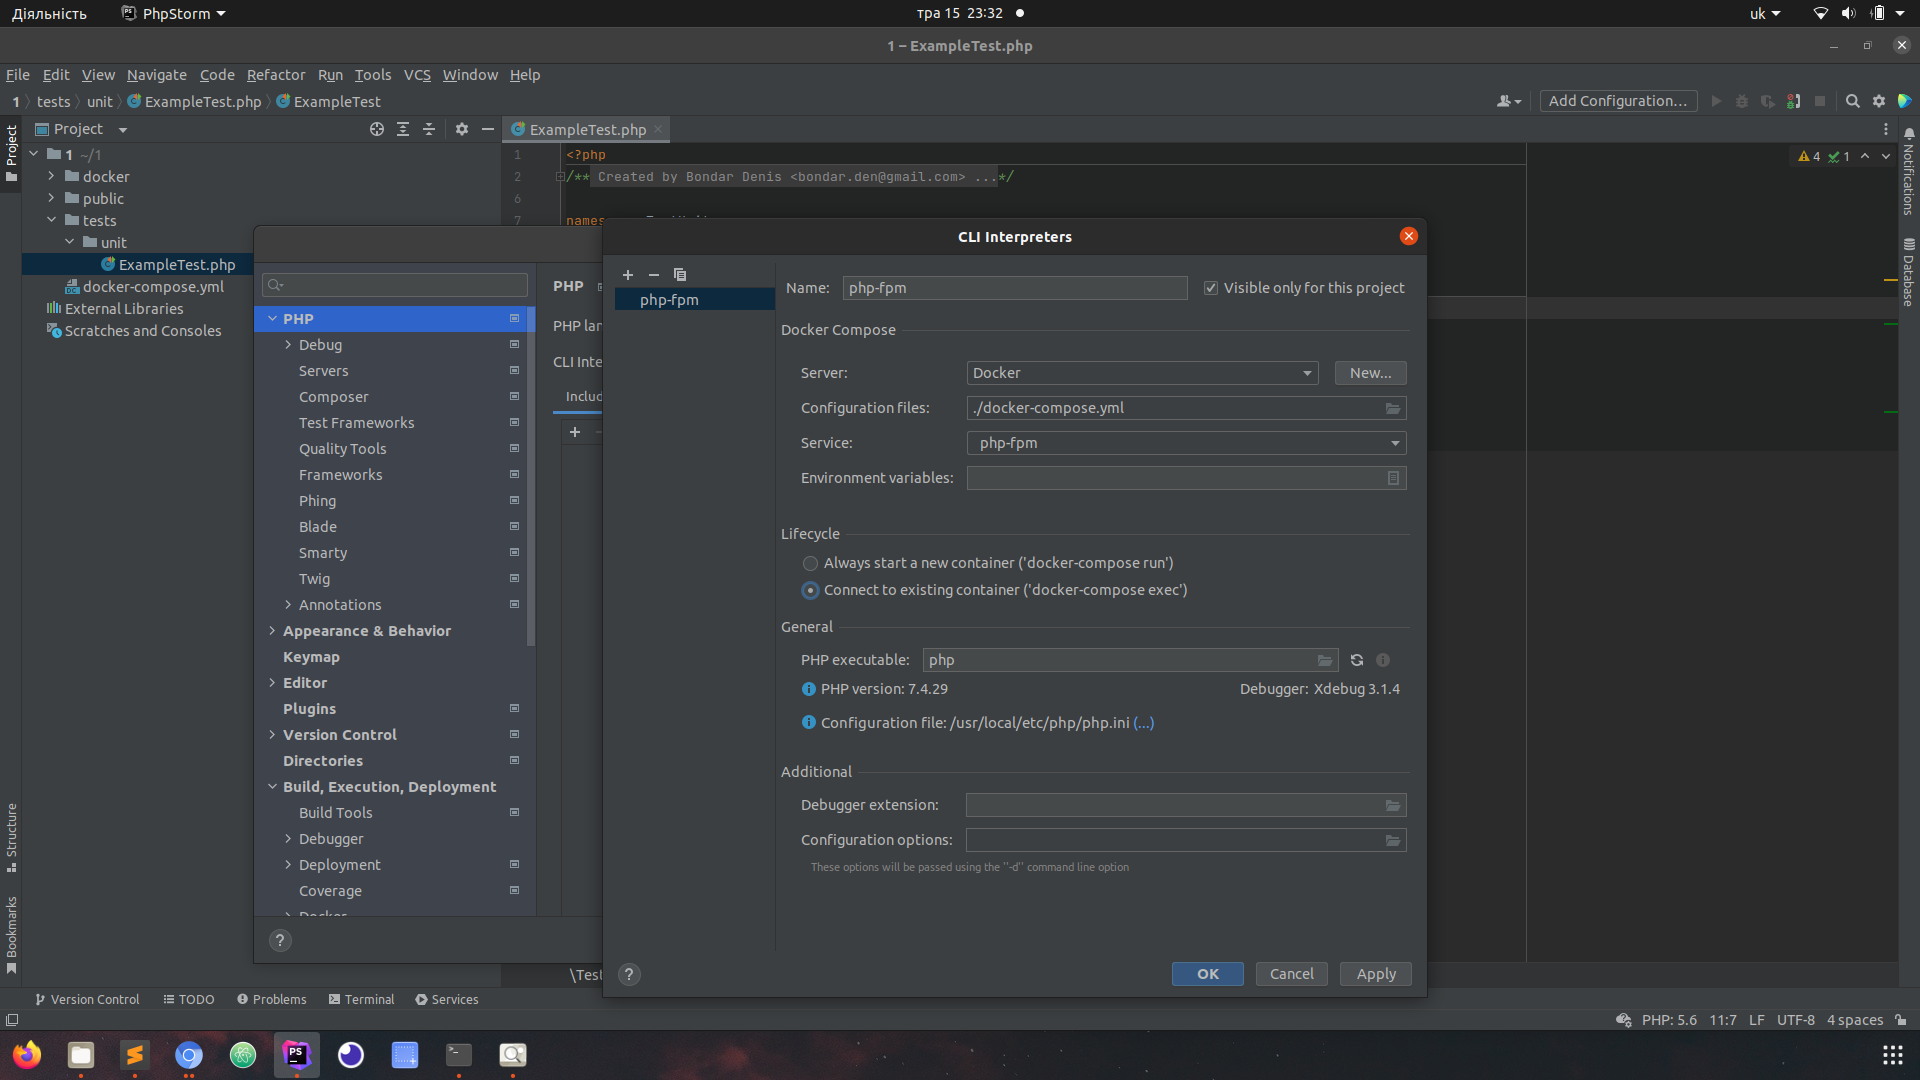 Діяльність
PhpStorm
тра 15 23:32
uk
1 – ExampleTest.php
File Edit View Navigate Code Refactor Run Tools VCS Window Help
1 tests unit ExampleTest.php ExampleTest
Add Configuration...
Project
Project
ExampleTest.php
1 ~/1
docker
public
tests
unit
ExampleTest.php
docker-compose.yml
External Libraries
Scratches and Consoles
1 <?php
2 /** Created by Bondar Denis <bondar.den@gmail.com> ...*/
6
7 names
4 1
Notifications
Database
PHP
Debug
Servers
Composer
Test Frameworks
Quality Tools
Frameworks
Phing
Blade
Smarty
Twig
Annotations
Appearance & Behavior
Keymap
Editor
Plugins
Version Control
Directories
Build, Execution, Deployment
Build Tools
Debugger
Deployment
Coverage
Docker
?
PHP
PHP lan
CLI Inte
Includ
\Test
CLI Interpreters
php-fpm
Name: php-fpm
Visible only for this project
Docker Compose
Server: Docker New...
Configuration files: ./docker-compose.yml
Service: php-fpm
Environment variables:
Lifecycle
Always start a new container ('docker-compose run')
Connect to existing container ('docker-compose exec')
General
PHP executable: php
PHP version: 7.4.29 Debugger: Xdebug 3.1.4
Configuration file: /usr/local/etc/php/php.ini (...)
Additional
Debugger extension:
Configuration options:
These options will be passed using the ''-d'' command line option
?
OK Cancel Apply
Structure
Bookmarks
Version Control TODO Problems Terminal Services
PHP: 5.6 11:7 LF UTF-8 4 spaces
PS